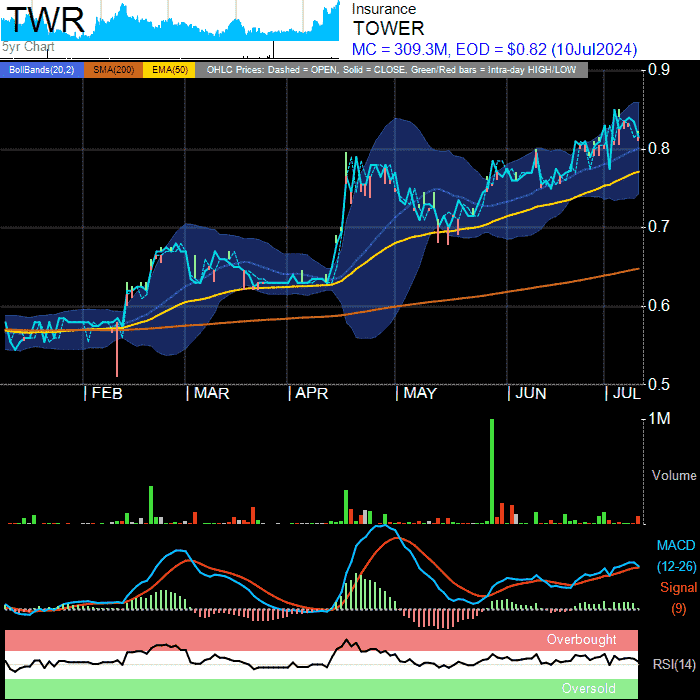 TWR
5yr Chart
Insurance
TOWER
MC = 309.3M, EOD = $0.82 (10Jul2024)
BollBands(20,2) SMA(200) EMA(50) OHLC Prices: Dashed = OPEN, Solid = CLOSE, Green/Red bars = Intra-day HIGH/LOW
0.9
0.8
0.7
0.6
0.5
FEB MAR APR MAY JUN JUL
1M
Volume
MACD
(12-26)
Signal
(9)
Overbought
RSI(14)
Oversold